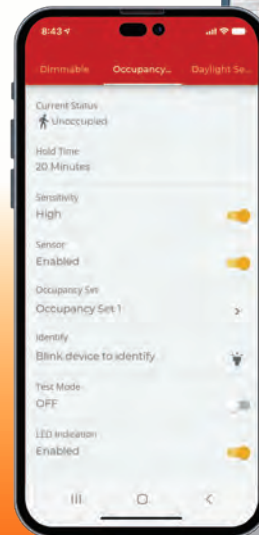 8:43
Dimmable Occupancy... Daylight Se...
Current Status
Unoccupied
Hold Time
20 Minutes
Sensitivity
High
Sensor
Enabled
Occupancy Set
Occupancy Set 1
Identify
Blink device to identify
Test Mode
OFF
LED Indication
Enabled